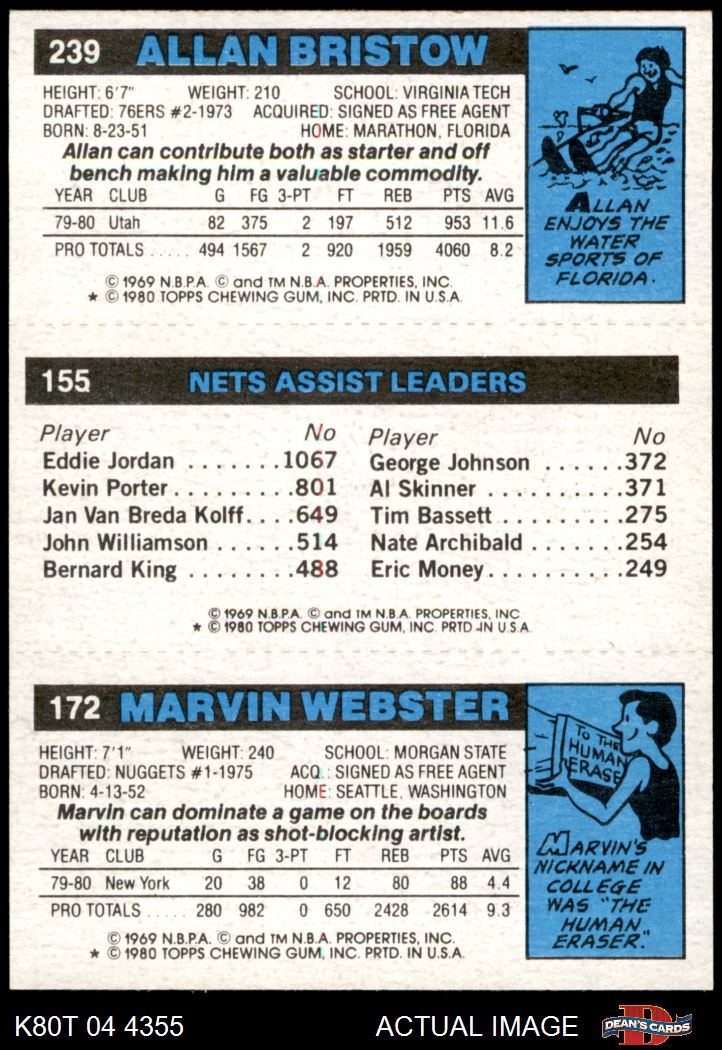 239 ALLAN BRISTOW
HEIGHT: 6'7" WEIGHT: 210 SCHOOL: VIRGINIA TECH
DRAFTED: 76ERS #2-1973 ACQUIRED: SIGNED AS FREE AGENT
BORN: 8-23-51 HOME: MARATHON, FLORIDA
Allan can contribute both as starter and off
bench making him a valuable commodity.
YEAR CLUB G FG 3-PT FT REB PTS AVG
79-80 Utah 82 375 2 197 512 953 11.6
PRO TOTALS ..... 494 1567 2 920 1959 4060 8.2
© 1969 N.B.P.A. © and TM N.B.A. PROPERTIES, INC.
* © 1980 TOPPS CHEWING GUM, INC. PRTD. IN U.S.A.
ALLAN
ENJOYS THE
WATER
SPORTS OF
FLORIDA.
155 NETS ASSIST LEADERS
Player No
Eddie Jordan .......1067
Kevin Porter.........801
Jan Van Breda Kolff....649
John Williamson ......514
Bernard King ........488
Player No
George Johnson ......372
Al Skinner ..........371
Tim Bassett.........275
Nate Archibald .......254
Eric Money..........249
© 1969 N.B.P.A. © and TM N.B.A. PROPERTIES, INC
* © 1980 TOPPS CHEWING GUM, INC. PRTD IN U.S.A.
172 MARVIN WEBSTER
HEIGHT: 7'1" WEIGHT: 240 SCHOOL: MORGAN STATE
DRAFTED: NUGGETS #1-1975 ACQ.: SIGNED AS FREE AGENT
BORN: 4-13-52 HOME: SEATTLE, WASHINGTON
Marvin can dominate a game on the boards
with reputation as shot-blocking artist.
YEAR CLUB G FG 3-PT FT REB PTS AVG
79-80 New York 20 38 0 12 80 88 4.4
PRO TOTALS ..... 280 982 0 650 2428 2614 9.3
© 1969 N.B.P.A. © and TM N.B.A. PROPERTIES, INC.
* © 1980 TOPPS CHEWING GUM, INC. PRTD. IN U.S.A.
TO THE
HUMAN
ERASE
MARVIN'S
NICKNAME IN
COLLEGE
WAS "THE
HUMAN
ERASER."
K80T 04 4355 ACTUAL IMAGE D DEAN'S CARDS